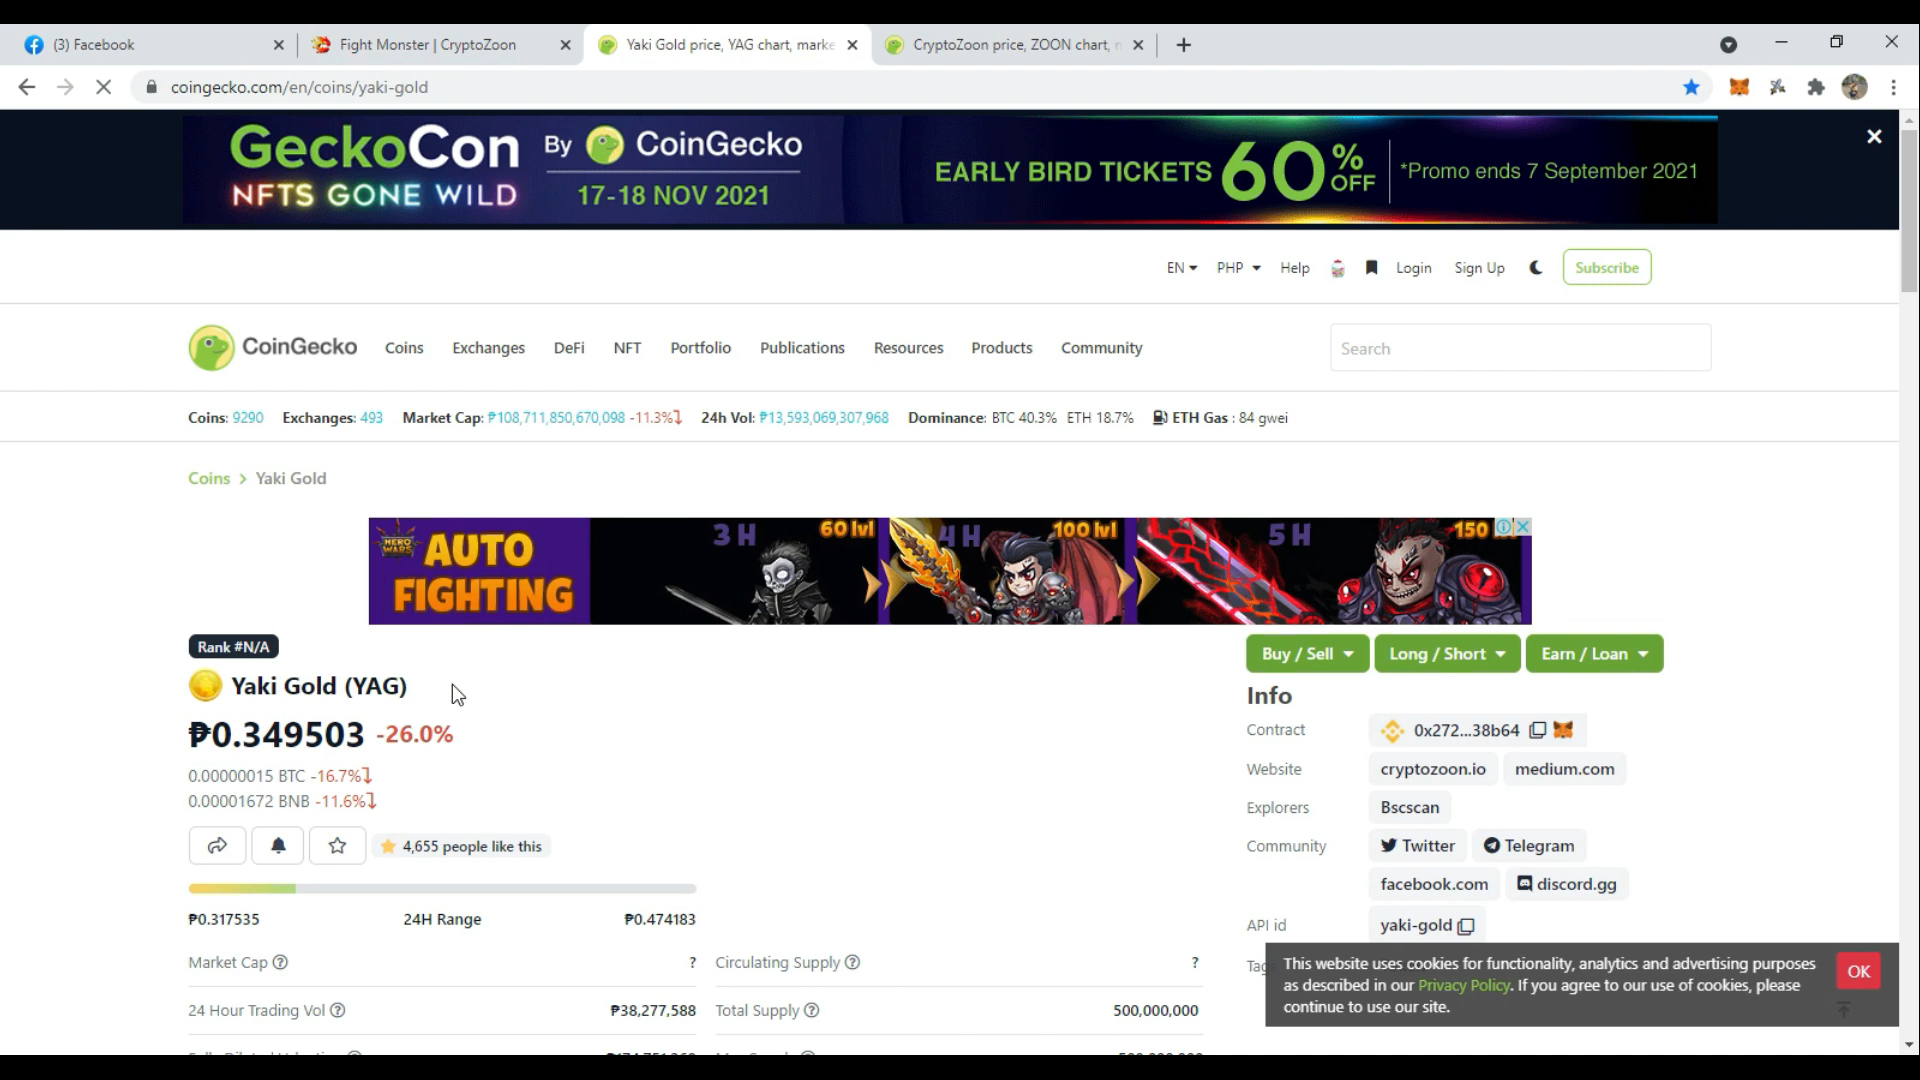 (3) Facebook
Fight Monster | CryptoZoon
Yaki Gold price, YAG chart, marke
CryptoZoon price, ZOON chart,
coingecko.com/en/coins/yaki-gold
GeckoCon By CoinGecko
NFTS GONE WILD 17-18 NOV 2021
EARLY BIRD TICKETS 60% OFF *Promo ends 7 September 2021
EN PHP Help Login Sign Up Subscribe
CoinGecko Coins Exchanges DeFi NFT Portfolio Publications Resources Products Community Search
Coins: 9290 Exchanges: 493 Market Cap: ₱108,711,850,670,098 -11.3% 24h Vol: ₱13,593,069,307,968 Dominance: BTC 40.3% ETH 18.7% ETH Gas : 84 gwei
Coins > Yaki Gold
HERO WARS AUTO FIGHTING 3 H 60 lvl 4 H 100 lvl 5 H 150
Rank #N/A
Yaki Gold (YAG)
₱0.349503 -26.0%
0.00000015 BTC -16.7%
0.00001672 BNB -11.6%
4,655 people like this
₱0.317535 24H Range ₱0.474183
Market Cap ?
24 Hour Trading Vol ₱38,277,588
Circulating Supply ?
Total Supply 500,000,000
Buy / Sell Long / Short Earn / Loan
Info
Contract 0x272...38b64
Website cryptozoon.io medium.com
Explorers Bscscan
Community Twitter Telegram
facebook.com discord.gg
API id yaki-gold
This website uses cookies for functionality, analytics and advertising purposes
as described in our Privacy Policy. If you agree to our use of cookies, please
continue to use our site.
OK